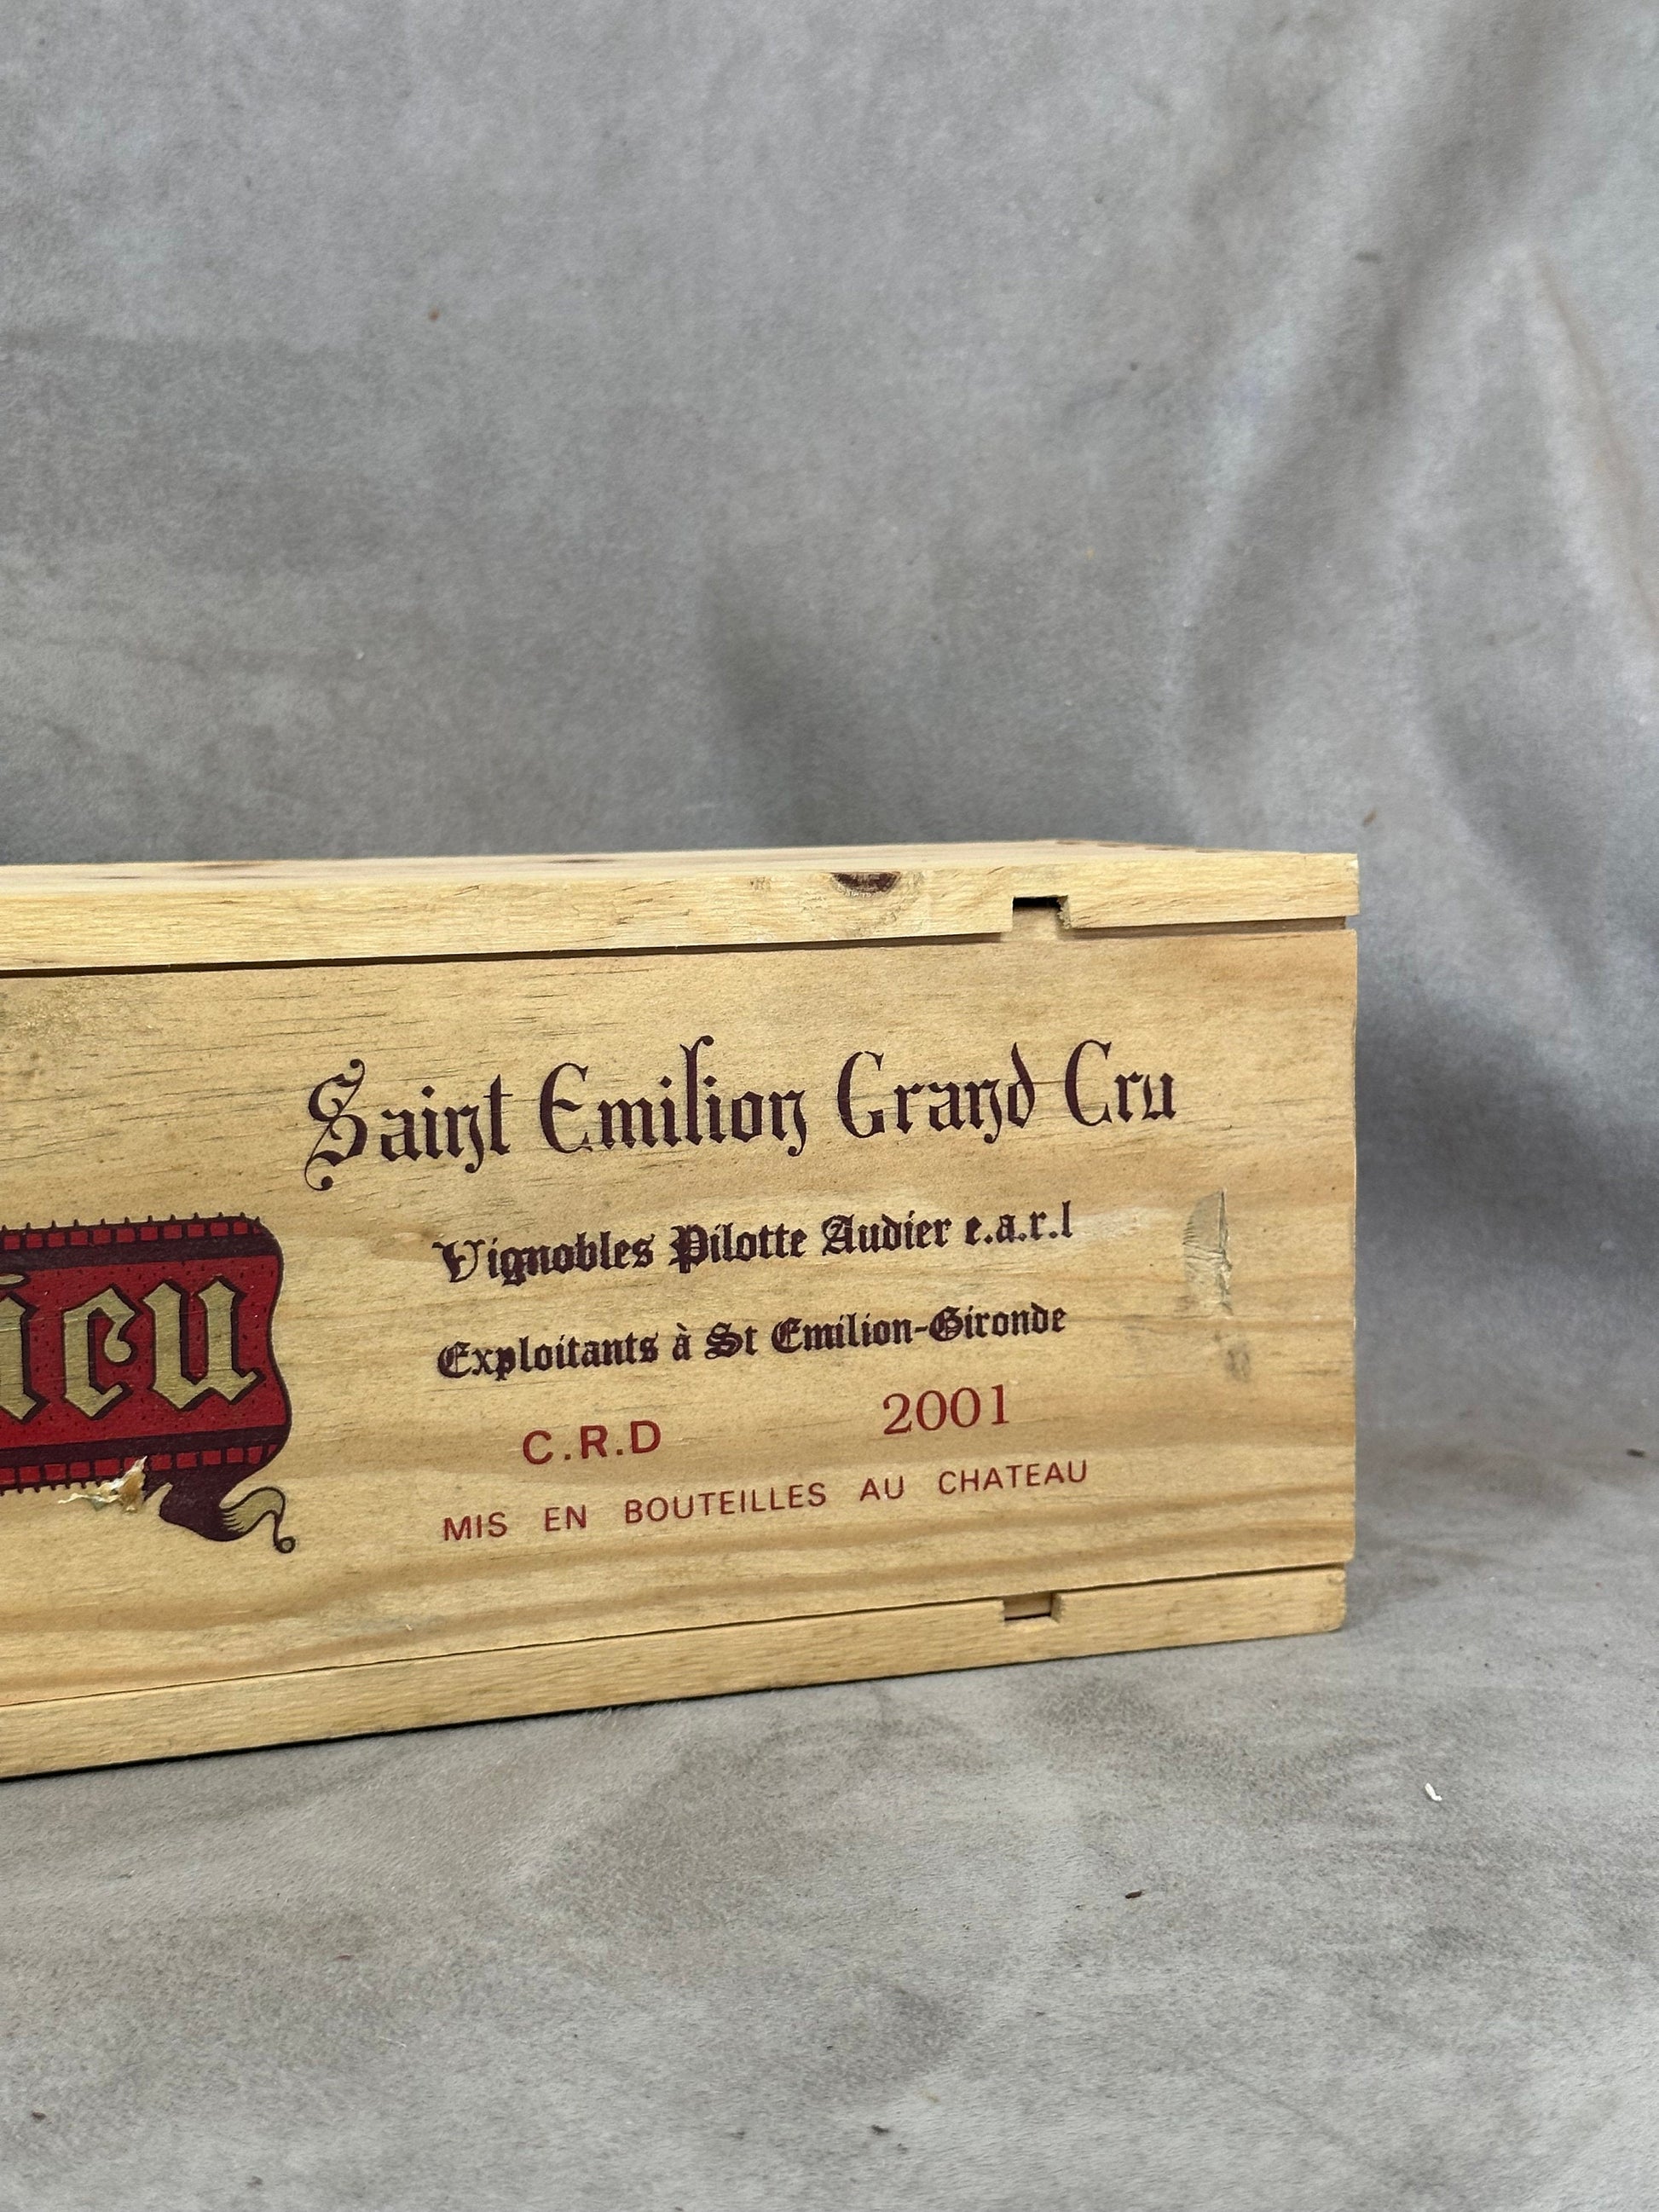 Saint Emilion Grand Cru
Vignobles Pilotte Audier e.a.r.l
Exploitants à St Emilion-Gironde
C.R.D 2001
MIS EN BOUTEILLES AU CHATEAU